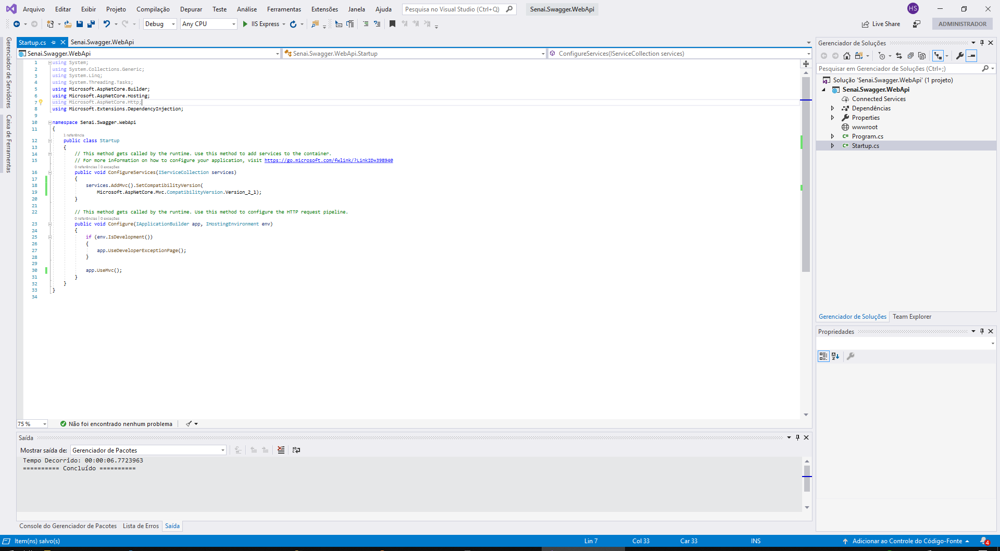 Arquivo Editar Exibir Projeto Compilação Depurar Teste Análise Ferramentas Extensões Janela Ajuda Pesquisa no Visual Studio (Ctrl+Q) Senai.Swagger.WebApi HS
Debug Any CPU IIS Express Live Share ADMINISTRADOR
Gerenciador de Servidores
Caixa de Ferramentas
Startup.cs Senai.Swagger.WebApi
Senai.Swagger.WebApi Senai.Swagger.WebApi.Startup ConfigureServices(IServiceCollection services)
1 using System;
2 using System.Collections.Generic;
3 using System.Linq;
4 using System.Threading.Tasks;
5 using Microsoft.AspNetCore.Builder;
6 using Microsoft.AspNetCore.Hosting;
7 using Microsoft.AspNetCore.Http;
8 using Microsoft.Extensions.DependencyInjection;
9
10 namespace Senai.Swagger.WebApi
11 {
1 referência
12 public class Startup
13 {
14 // This method gets called by the runtime. Use this method to add services to the container.
15 // For more information on how to configure your application, visit https://go.microsoft.com/fwlink/?LinkID=398940
0 referências | 0 exceções
16 public void ConfigureServices(IServiceCollection services)
17 {
18 services.AddMvc().SetCompatibilityVersion(
19 Microsoft.AspNetCore.Mvc.CompatibilityVersion.Version_2_1);
20 }
21
22 // This method gets called by the runtime. Use this method to configure the HTTP request pipeline.
0 referências | 0 exceções
23 public void Configure(IApplicationBuilder app, IHostingEnvironment env)
24 {
25 if (env.IsDevelopment())
26 {
27 app.UseDeveloperExceptionPage();
28 }
29
30 app.UseMvc();
31 }
32 }
33 }
34
75 % Não foi encontrado nenhum problema
Saída
Mostrar saída de: Gerenciador de Pacotes
Tempo Decorrido: 00:00:06.7723963
========== Concluído ==========
Console do Gerenciador de Pacotes Lista de Erros Saída
Gerenciador de Soluções
Pesquisar em Gerenciador de Soluções (Ctrl+;)
Solução 'Senai.Swagger.WebApi' (1 projeto)
Senai.Swagger.WebApi
Connected Services
Dependências
Properties
wwwroot
C# Program.cs
C# Startup.cs
Gerenciador de Soluções Team Explorer
Propriedades
Item(ns) salvo(s) Lin 7 Col 33 Car 33 INS Adicionar ao Controle do Código-Fonte 4